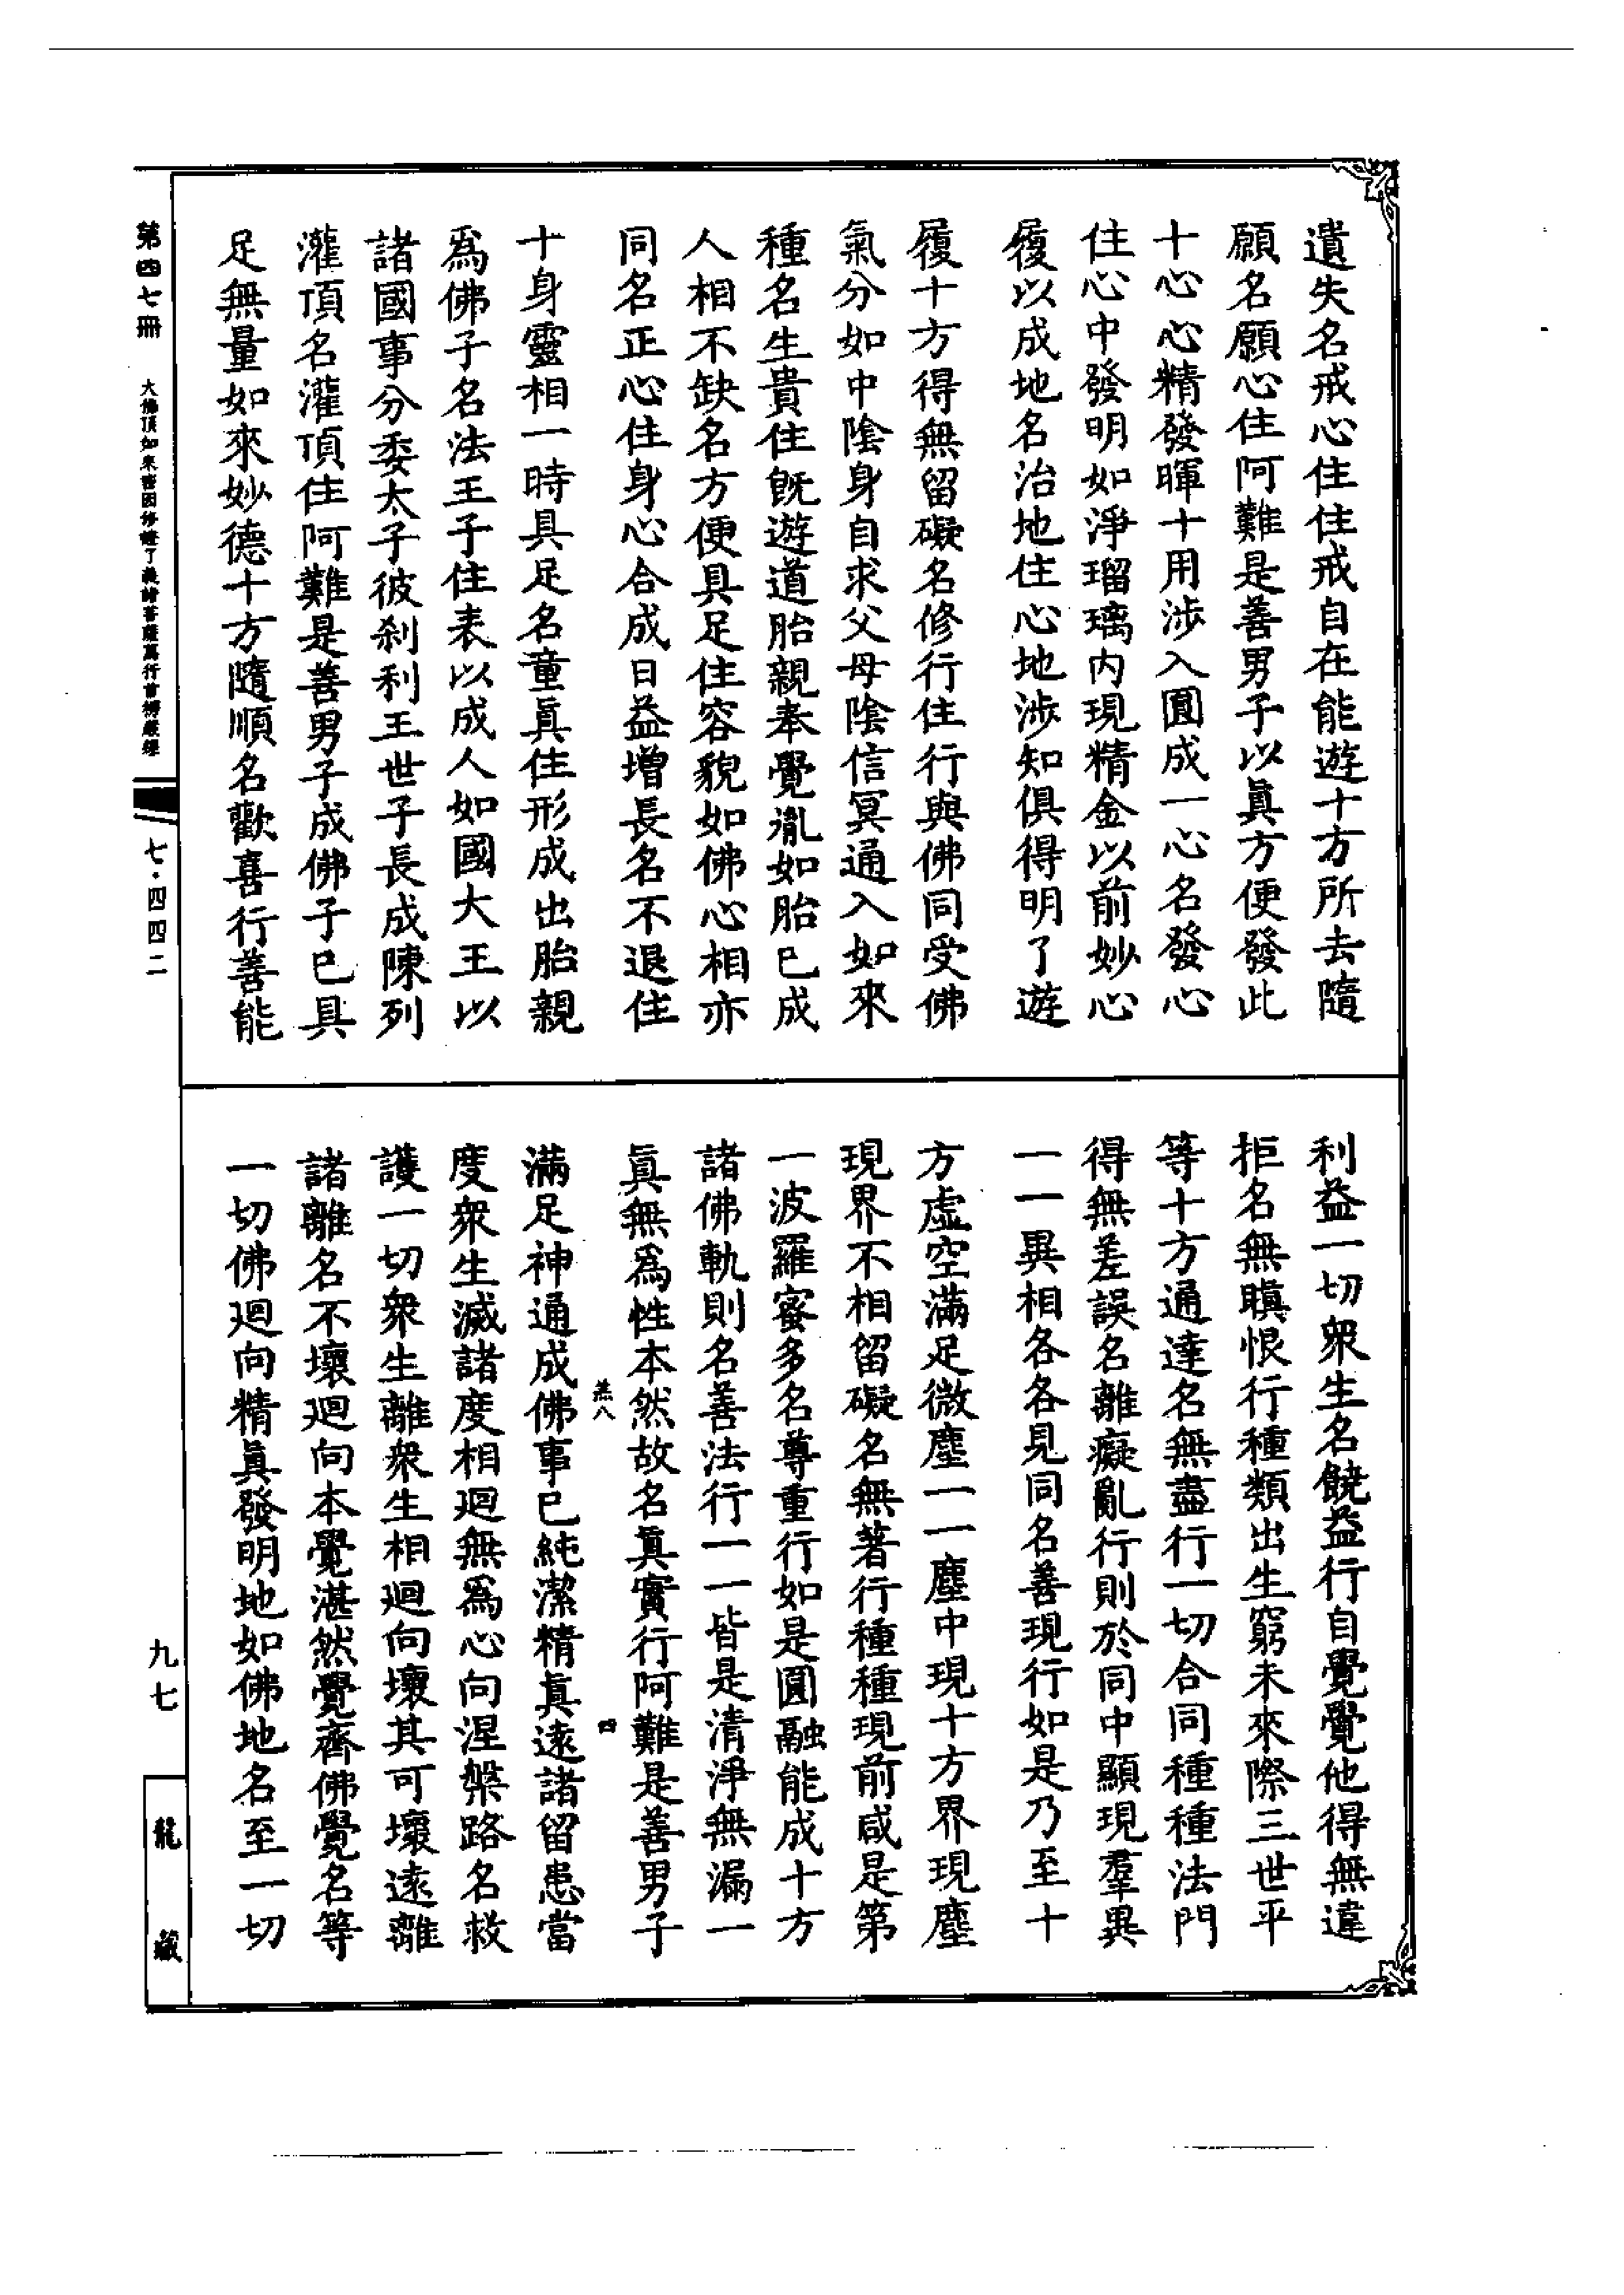 遺失名戒心住住戒自在能遊十方所去隨
願名願心住阿難是善男子以眞方便發此
十心心精發暉十用涉入圓成一心名發心
住心中發明如淨瑠璃内現精金以前妙心
履以成地名治地住心地涉知俱得明了遊
履十方得無留礙名修行住行與佛同受佛
氣分如中陰身自求父母陰信冥通入如來
種名生貴住旣遊道胎親奉覺胤如胎已成
人相不缺名方便具足住容貌如佛心相亦
同名正心住身心合成日益增長名不退住
十身靈相一時具足名童眞住形成出胎親
爲佛子名法王子住表以成人如國大王以
諸國事分委太子彼刹利王世子長成陳列
灌頂名灌頂住阿難是善男子成佛子已具
足無量如來妙德十方隨順名歡喜行善能
利益一切衆生名饒益行自覺覺他得無違
拒名無瞋恨行種類出生窮未來際三世平
等十方通達名無盡行一切合同種種法門
得無差誤名離癡亂行則於同中顯現羣異
一一異相各各見同名善現行如是乃至十
方虛空滿足微塵一一塵中現十方界現塵
現界不相留礙名無著行種種現前咸是第
一波羅蜜多名尊重行如是圓融能成十方
諸佛軌則名善法行一一皆是清淨無漏一
眞無爲性本然故名眞實行阿難是善男子
羔八 四
滿足神通成佛事已純潔精眞遠諸留患當
度衆生滅諸度相迴無爲心向涅槃路名救
護一切衆生離衆生相迴向壞其可壞遠離
諸離名不壞迴向本覺湛然覺齊佛覺名等
一切佛迴向精眞發明地如佛地名至一切
第四七冊 大佛頂如來密因修證了義諸菩薩萬行首楞嚴經 七·四四二 九七
龍藏